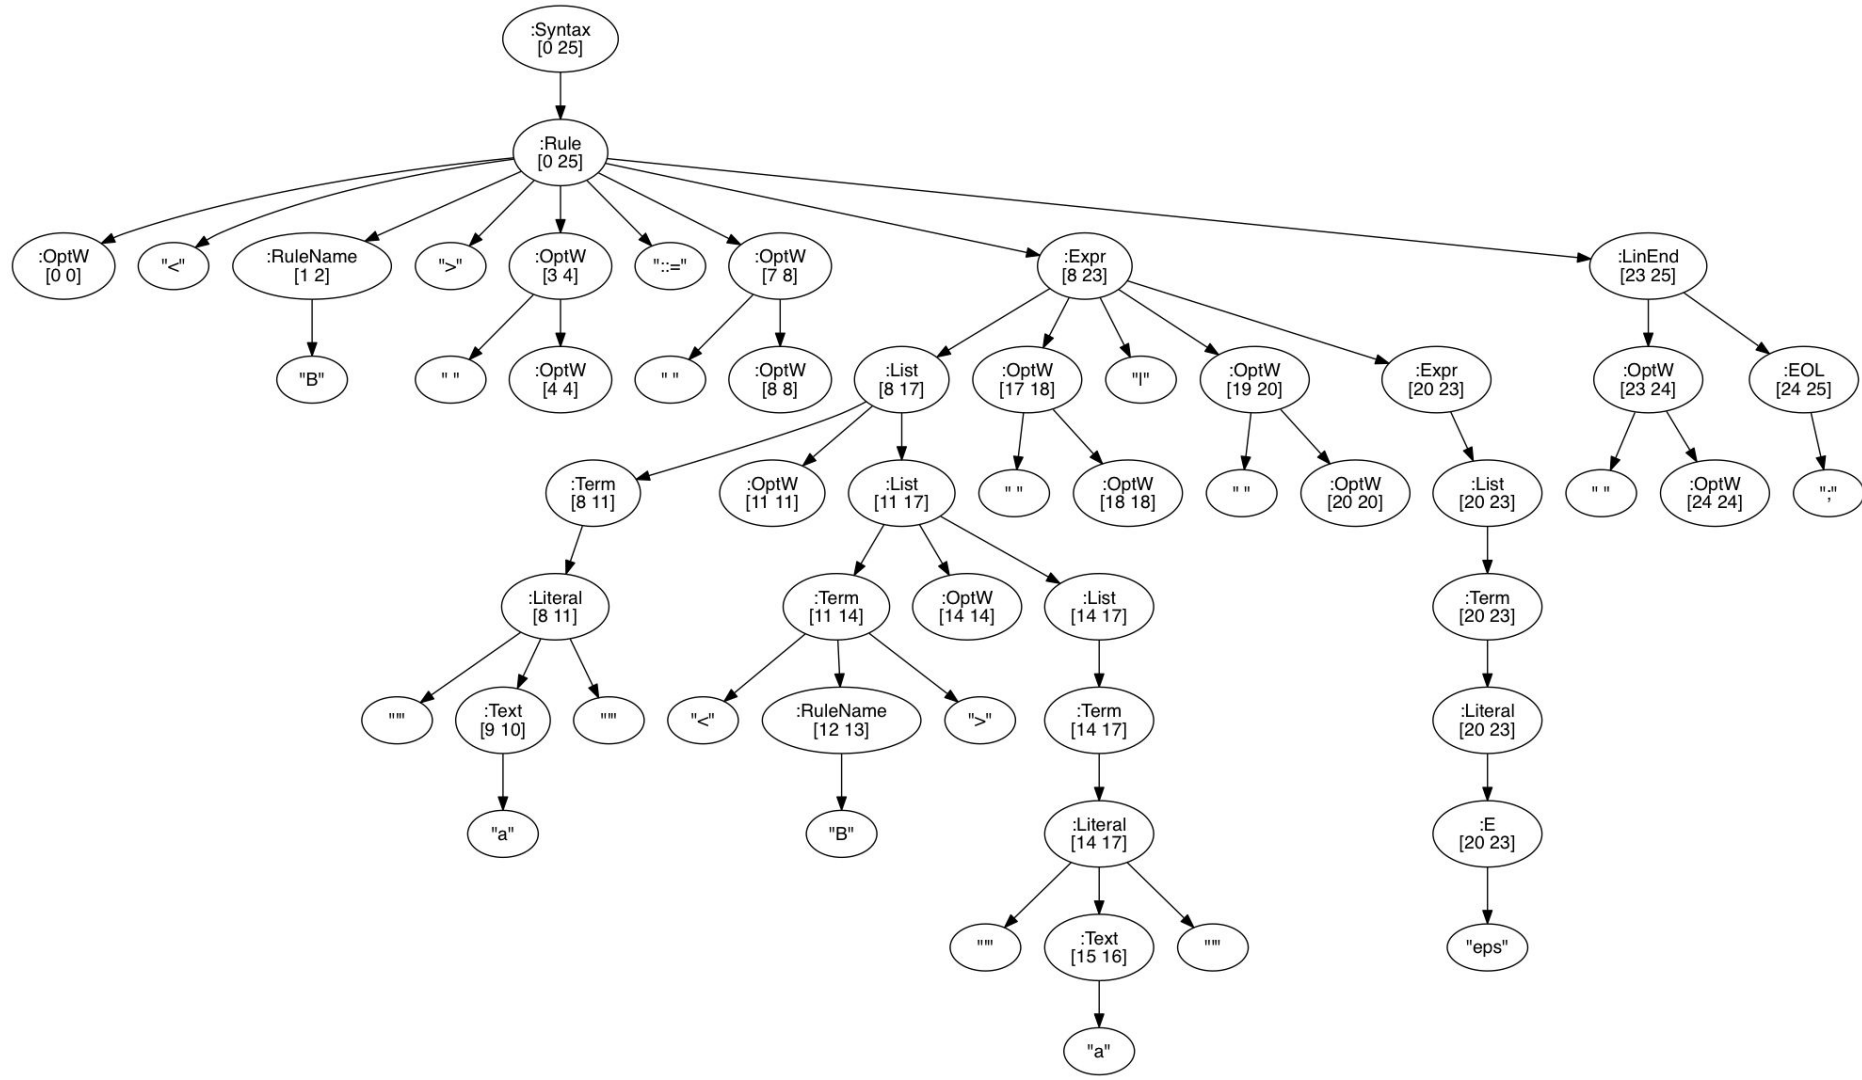 :Syntax
[0 25]
:Rule
[0 25]
:OptW
[0 0]
"<"
:RuleName
[1 2]
">"
:OptW
[3 4]
"::="
:OptW
[7 8]
:Expr
[8 23]
:LinEnd
[23 25]
"B"
" "
:OptW
[4 4]
" "
:OptW
[8 8]
:List
[8 17]
:OptW
[17 18]
"|"
:OptW
[19 20]
:Expr
[20 23]
:OptW
[23 24]
:EOL
[24 25]
:Term
[8 11]
:OptW
[11 11]
:List
[11 17]
" "
:OptW
[18 18]
" "
:OptW
[20 20]
:List
[20 23]
" "
:OptW
[24 24]
";"
:Literal
[8 11]
:Term
[11 14]
:OptW
[14 14]
:List
[14 17]
:Term
[20 23]
"""
:Text
[9 10]
"""
"<"
:RuleName
[12 13]
">"
:Term
[14 17]
:Literal
[20 23]
"a"
"B"
:Literal
[14 17]
:E
[20 23]
"""
:Text
[15 16]
"""
"eps"
"a"